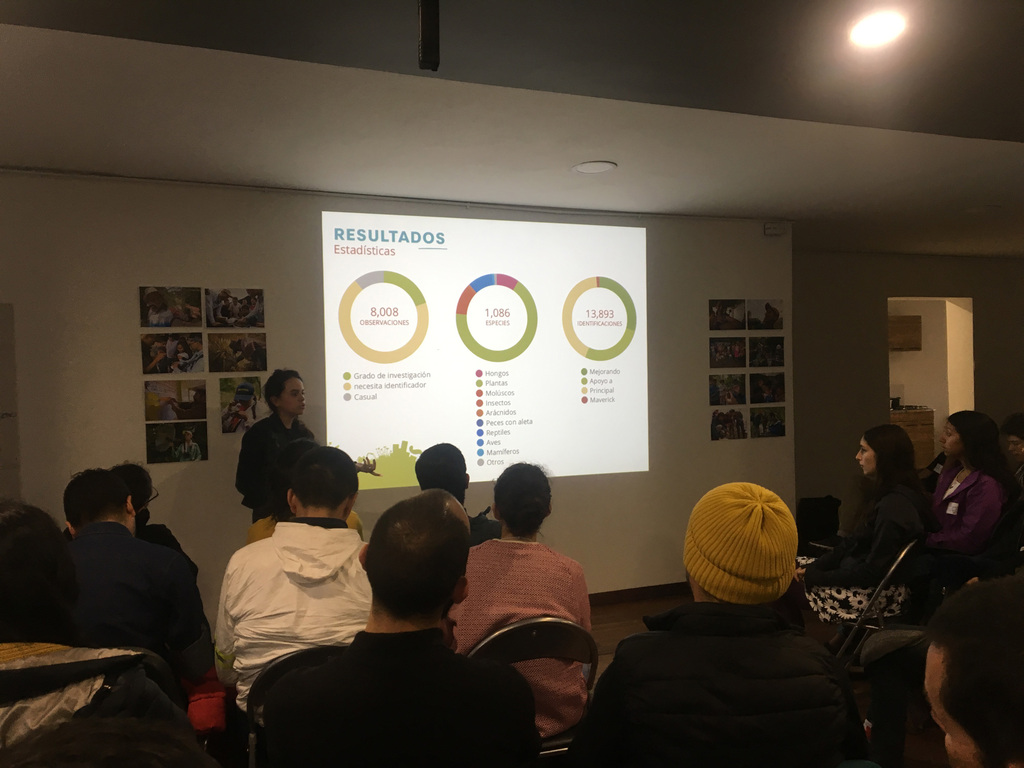 RESULTADOS
Estadísticas
8,008
OBSERVACIONES
Grado de investigación
necesita identificador
Casual
1,086
ESPECIES
Hongos
Plantas
Moluscos
Insectos
Arácnidos
Peces con aleta
Reptiles
Aves
Mamíferos
Otros
13,893
IDENTIFICACIONES
Mejorando
Apoyo a
Principal
Maverick